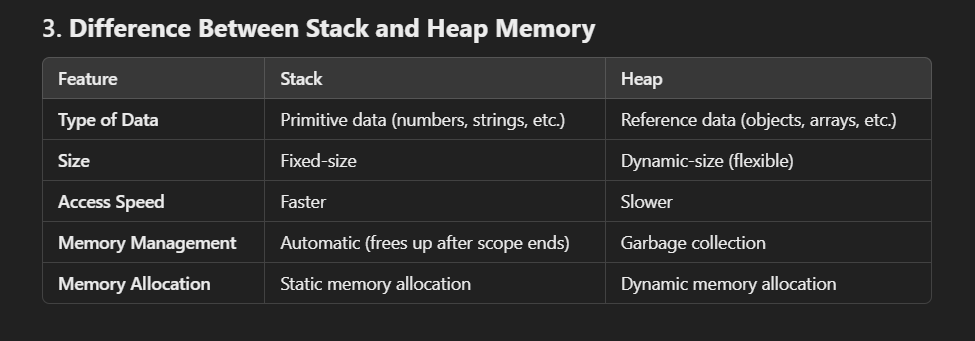 3. Difference Between Stack and Heap Memory
Feature Stack Heap
Type of Data Primitive data (numbers, strings, etc.) Reference data (objects, arrays, etc.)
Size Fixed-size Dynamic-size (flexible)
Access Speed Faster Slower
Memory Management Automatic (frees up after scope ends) Garbage collection
Memory Allocation Static memory allocation Dynamic memory allocation